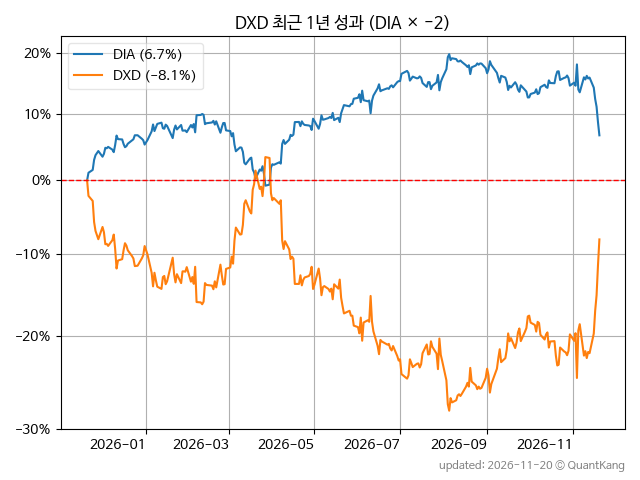 DXD 최근 1년 성과 (DIA × −2)
DIA (6.7%)
DXD (−8.1%)
20%
10%
0%
−10%
−20%
−30%
2026-01 2026-03 2026-05 2026-07 2026-09 2026-11
updated: 2026-11-20 © QuantKang